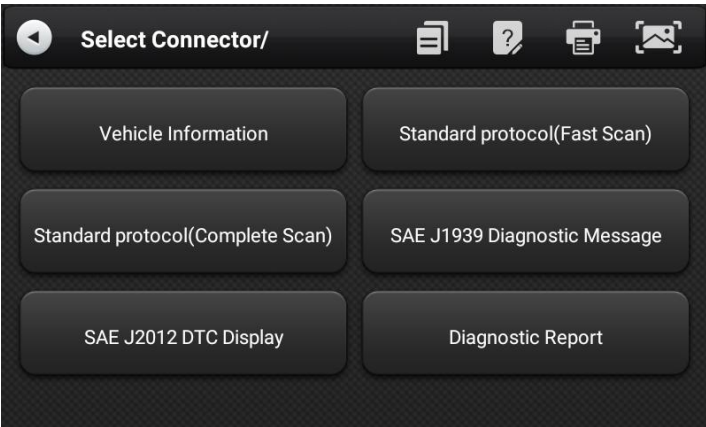 Select Connector/
Vehicle Information
Standard protocol(Fast Scan)
Standard protocol(Complete Scan)
SAE J1939 Diagnostic Message
SAE J2012 DTC Display
Diagnostic Report